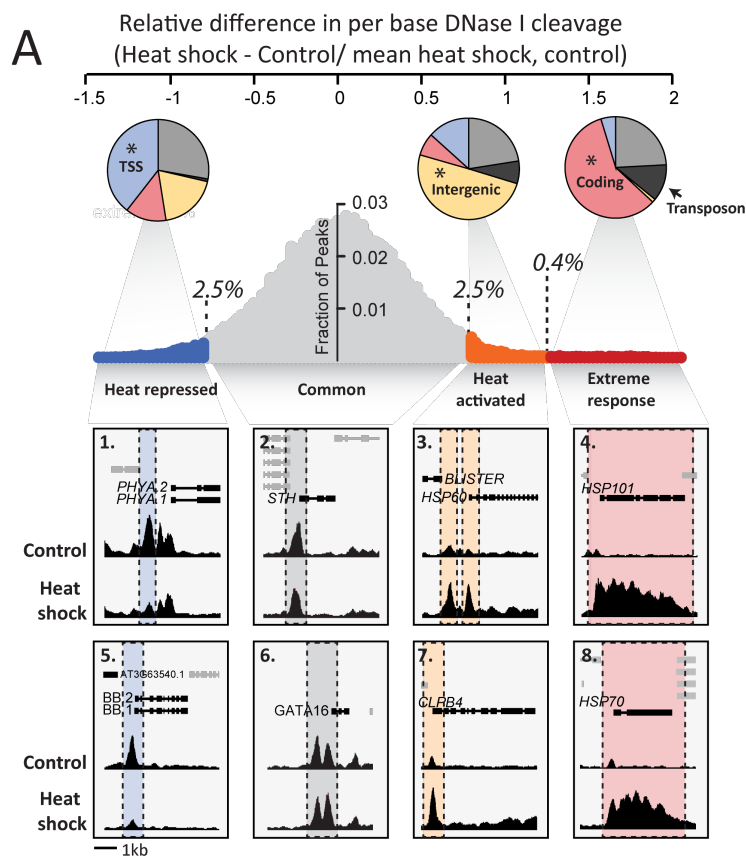 Relative difference in per base DNase I cleavage
A
(Heat shock - Control/ mean heat shock, control)
-1.5 -1 -0.5 0 0.5 1 1.5 2
*
TSS
*
Intergenic
*
Coding
Transposon
0.03
0.02
0.01
Fraction of Peaks
2.5%
2.5%
0.4%
Heat repressed
Common
Heat
activated
Extreme
response
1.
PHYA.2
PHYA.1
2.
STH
3.
BLISTER
HSP60
4.
HSP101
Control
Heat
shock
5.
AT3G63540.1
BB.2
BB.1
6.
GATA16
7.
CLPB4
8.
HSP70
Control
Heat
shock
1kb